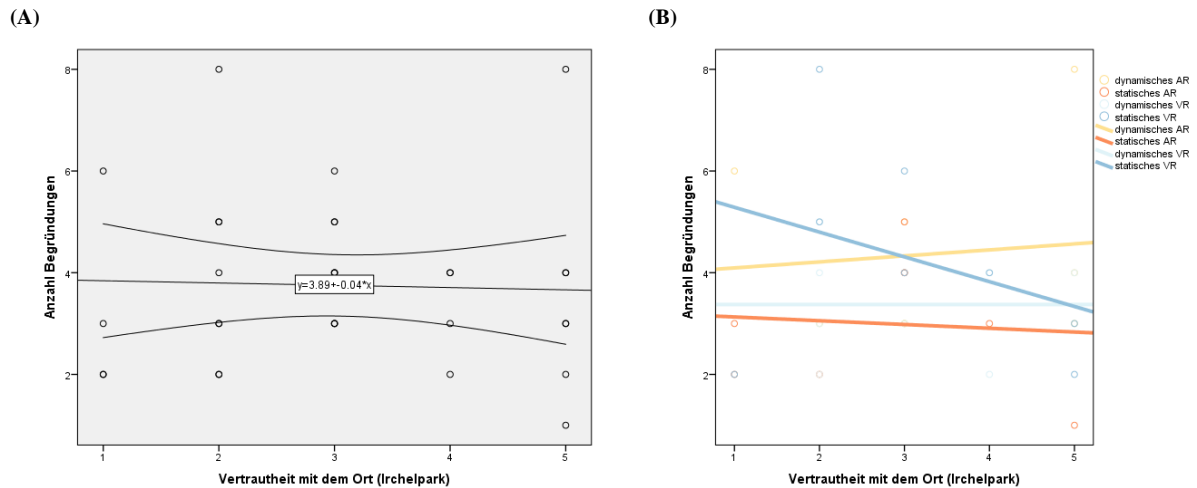 (A)
8
6
4
2
Anzahl Begründungen
y=3.89+-0.04*x
1 2 3 4 5
Vertrautheit mit dem Ort (Irchelpark)
(B)
8
6
4
2
Anzahl Begründungen
1 2 3 4 5
Vertrautheit mit dem Ort (Irchelpark)
dynamisches AR
statisches AR
dynamisches VR
statisches VR
dynamisches AR
statisches AR
dynamisches VR
statisches VR